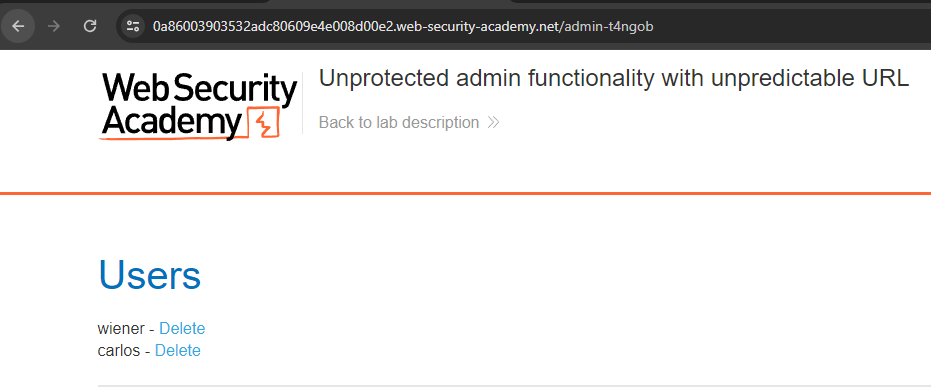 0a86003903532adc80609e4e008d00e2.web-security-academy.net/admin-t4ngob
Web Security
Academy
Unprotected admin functionality with unpredictable URL
Back to lab description
Users
wiener - Delete
carlos - Delete